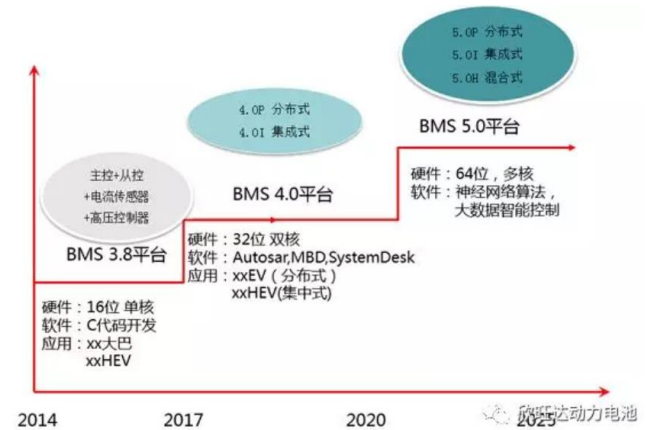 5.0P 分布式
5.0I 集成式
5.0H 混合式
4.0P 分布式
4.0I 集成式
BMS 5.0平台
主控+从控
+电流传感器
+高压控制器
BMS 4.0平台
硬件：64位，多核
软件：神经网络算法，
大数据智能控制
BMS 3.8平台
硬件：32位 双核
软件：Autosar,MBD,SystemDesk
应用：xxEV（分布式）
xxHEV(集中式)
硬件：16位 单核
软件：C代码开发
应用：xx大巴
xxHEV
2014
2017
2020
2025
欣旺达动力电池